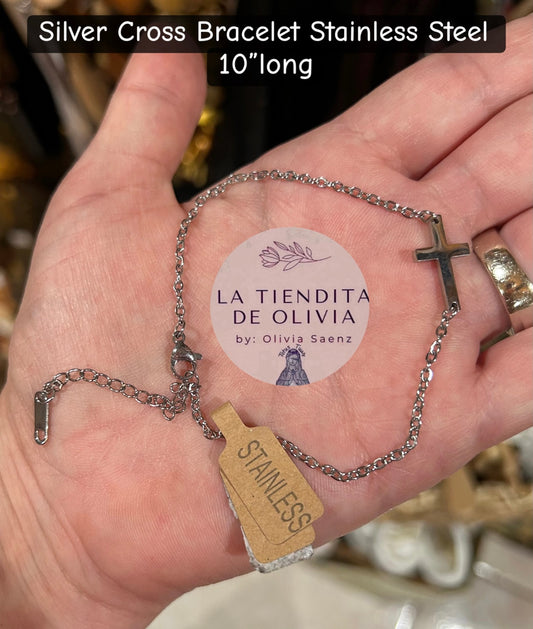 Silver Cross Bracelet Stainless Steel
10"long
LA TIENDITA
DE OLIVIA
by: Olivia Saenz
STAINLESS